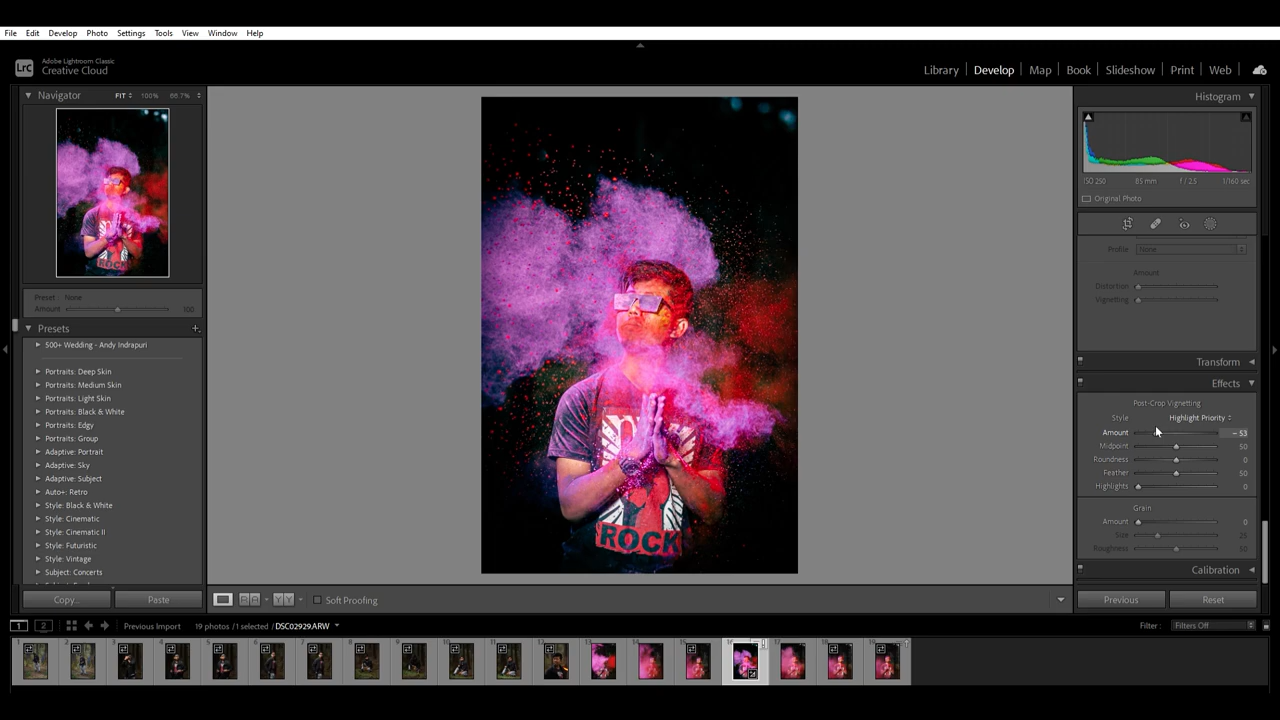 File Edit Develop Photo Settings Tools View Window Help
Lrc Adobe Lightroom Classic
Creative Cloud
Library Develop Map Book Slideshow Print Web
Navigator FIT 100% 66.7%
Histogram
ISO 250 85 mm f / 2.5 1/160 sec
Original Photo
Profile None
Amount
Distortion
Vignetting
Preset : None
Amount 100
Presets
500+ Wedding - Andy Indrapuri
Portraits: Deep Skin
Portraits: Medium Skin
Portraits: Light Skin
Portraits: Black & White
Portraits: Edgy
Portraits: Group
Adaptive: Portrait
Adaptive: Sky
Adaptive: Subject
Auto+: Retro
Style: Black & White
Style: Cinematic
Style: Cinematic II
Style: Futuristic
Style: Vintage
Subject: Concerts
ROCK
Transform
Effects
Post-Crop Vignetting
Style Highlight Priority
Amount – 53
Midpoint 50
Roundness 0
Feather 50
Highlights 0
Grain
Amount 0
Size 25
Roughness 50
Calibration
Copy... Paste
Soft Proofing
Previous Reset
1 2 Previous Import 19 photos / 1 selected / DSC02929.ARW
Filter : Filters Off